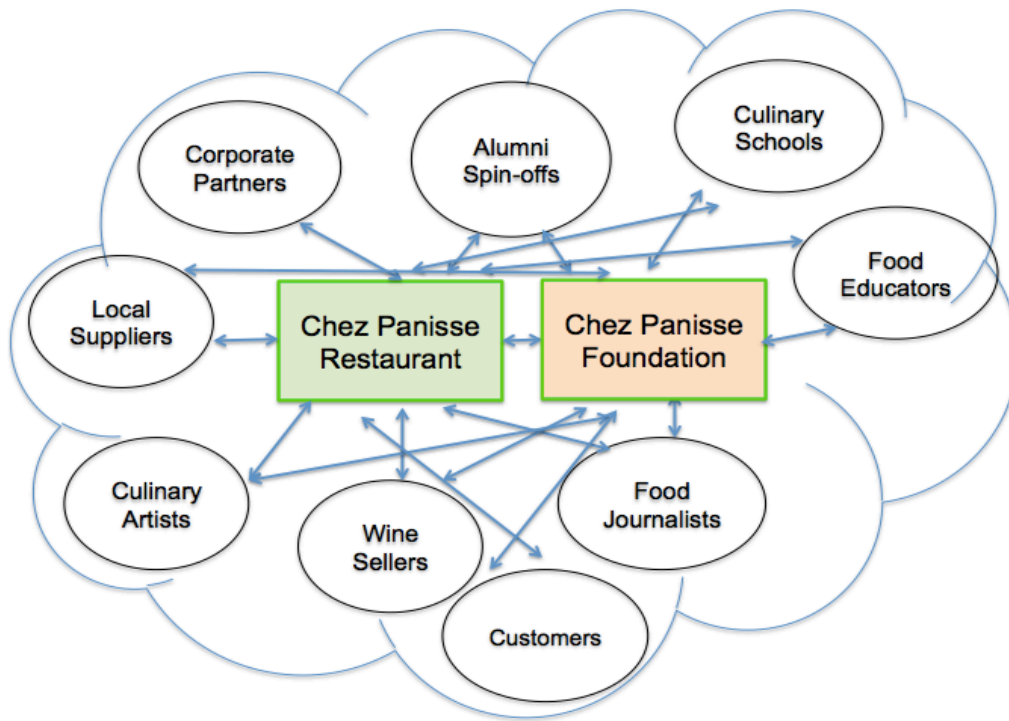 Corporate
Partners
Alumni
Spin-offs
Culinary
Schools
Local
Suppliers
Chez Panisse
Restaurant
Chez Panisse
Foundation
Food
Educators
Culinary
Artists
Wine
Sellers
Food
Journalists
Customers